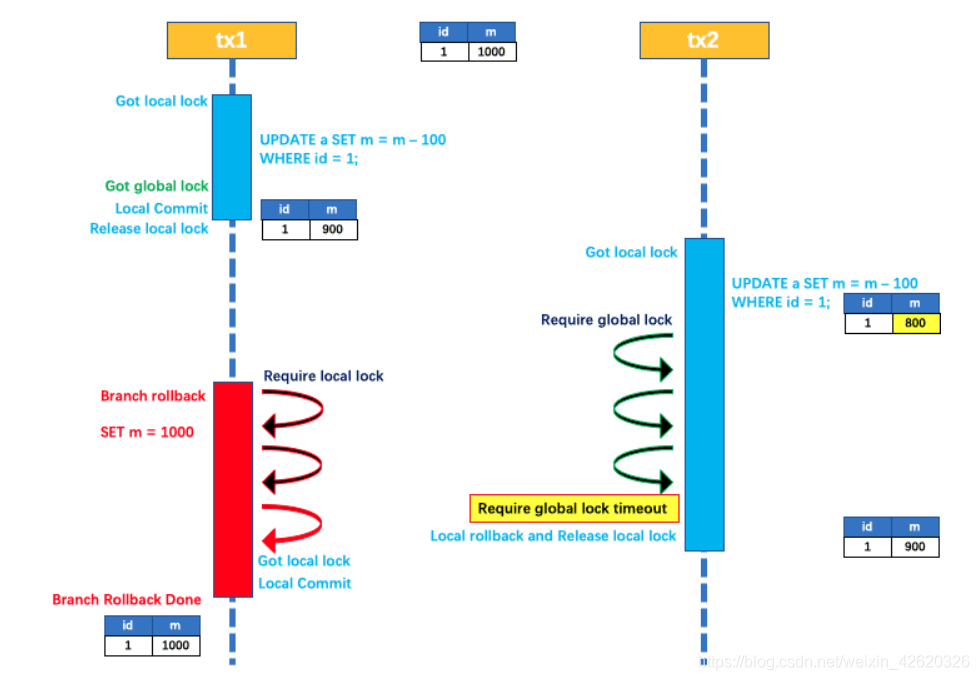 tx1
id m
1 1000
tx2
Got local lock
UPDATE a SET m = m – 100
WHERE id = 1;
Got global lock
Local Commit
Release local lock
id m
1 900
Got local lock
UPDATE a SET m = m – 100
WHERE id = 1;
id m
1 800
Require global lock
Require local lock
Branch rollback
SET m = 1000
Require global lock timeout
Local rollback and Release local lock
id m
1 900
Got local lock
Local Commit
Branch Rollback Done
id m
1 1000
https://blog.csdn.net/weixin_42620326